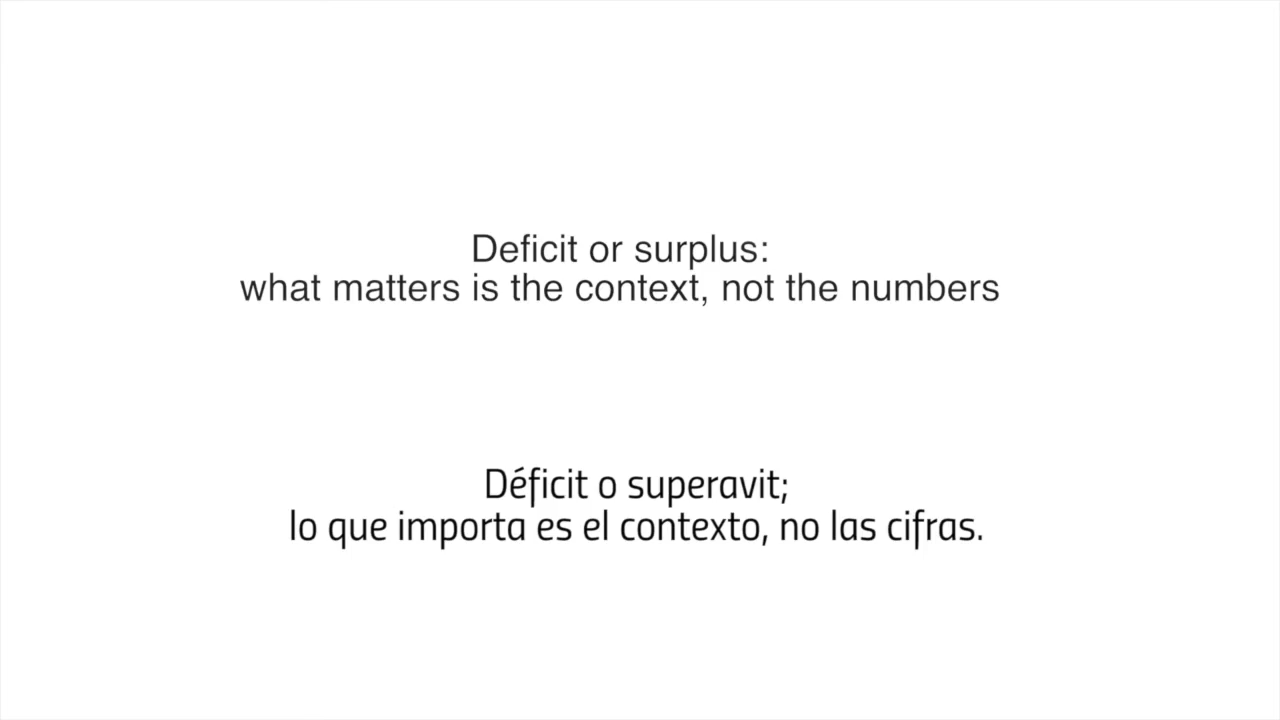 Deficit or surplus:
what matters is the context, not the numbers
Déficit o superavit;
lo que importa es el contexto, no las cifras.